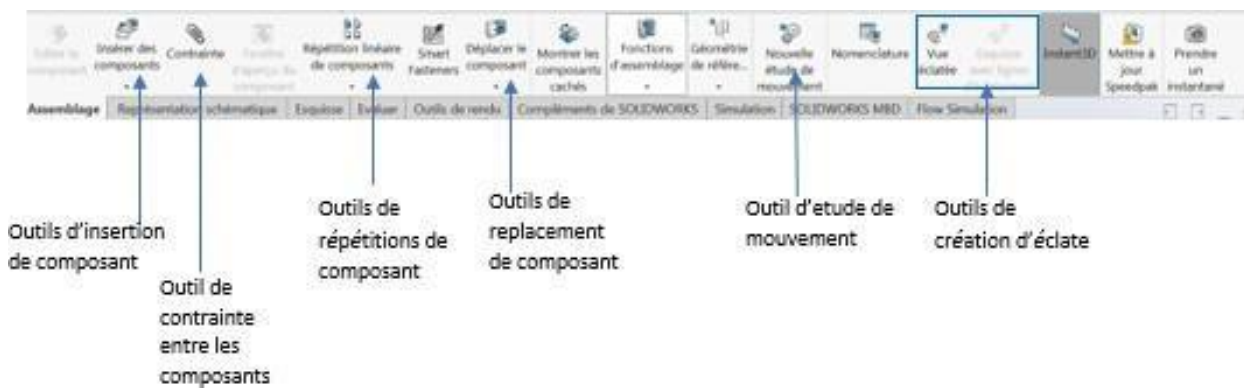 Insérer des composants
Contrainte
Répétition linéaire de composants
Smart Fasteners
Déplacer le composant
Montrer les composants cachés
Fonctions d'assemblage
Géométrie de référe...
Nouvelle étude de mouvement
Nomenclature
Vue éclatée
Instant3D
Mettre à jour Speedpak
Prendre un instantané
Assemblage
Représentation schématique
Esquisse
Evaluer
Outils de rendu
Compléments de SOLIDWORKS
Simulation
SOLIDWORKS MBD
Flow Simulation
Outils d'insertion
de composant
Outil de
contrainte
entre les
composants
Outils de
répétitions de
composant
Outils de
replacement
de composant
Outil d'etude de
mouvement
Outils de
création d'éclate